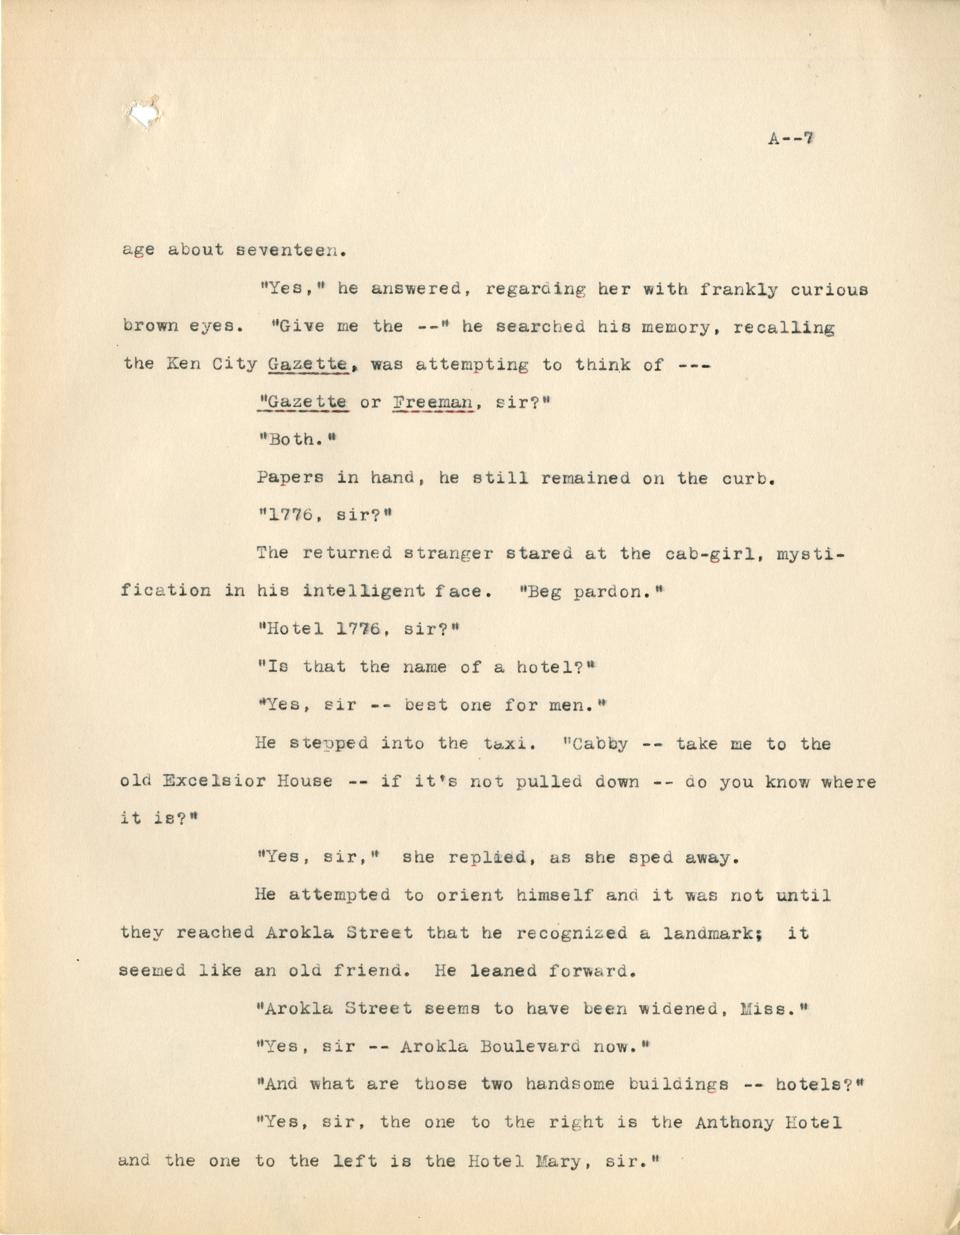 A--7
age about seventeen.
"Yes," he answered, regarding her with frankly curious
brown eyes. "Give me the --" he searched his memory, recalling
the Ken City Gazette, was attempting to think of ---
"Gazette or Freeman, sir?"
"Both."
Papers in hand, he still remained on the curb.
"1776, sir?"
The returned stranger stared at the cab-girl, mysti-
fication in his intelligent face. "Beg pardon."
"Hotel 1776, sir?"
"Is that the name of a hotel?"
"Yes, sir -- best one for men."
He stepped into the taxi. "Cabby -- take me to the
old Excelsior House -- if it's not pulled down -- do you know where
it is?"
"Yes, sir," she replied, as she sped away.
He attempted to orient himself and it was not until
they reached Arokla Street that he recognized a landmark; it
seemed like an old friend. He leaned forward.
"Arokla Street seems to have been widened, Miss."
"Yes, sir -- Arokla Boulevard now."
"And what are those two handsome buildings -- hotels?"
"Yes, sir, the one to the right is the Anthony Hotel
and the one to the left is the Hotel Mary, sir."